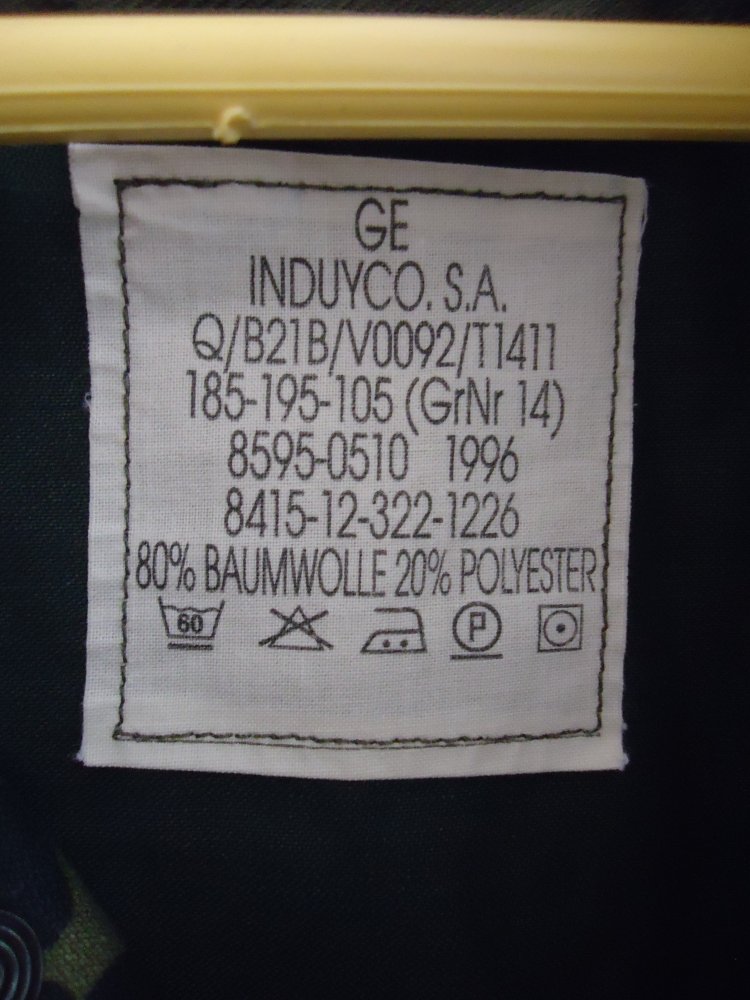 GE
INDUYCO. S.A.
Q/B21B/V0092/T1411
185-195-105 (GrNr 14)
8595-0510 1996
8415-12-322-1226
80% BAUMWOLLE 20% POLYESTER
60 P